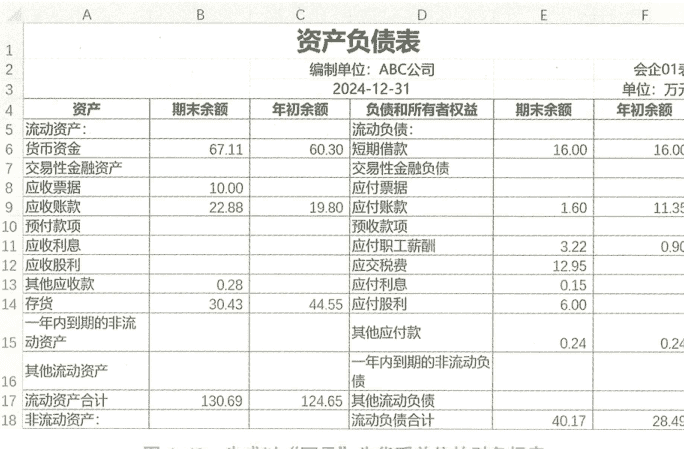 A B C D E F
1 资产负债表
2 编制单位：ABC公司 会企01表
3 2024-12-31 单位：万元
4 资产 期末余额 年初余额 负债和所有者权益 期末余额 年初余额
5 流动资产： 流动负债：
6 货币资金 67.11 60.30 短期借款 16.00 16.00
7 交易性金融资产 交易性金融负债
8 应收票据 10.00 应付票据
9 应收账款 22.88 19.80 应付账款 1.60 11.35
10 预付款项 预收款项
11 应收利息 应付职工薪酬 3.22 0.90
12 应收股利 应交税费 12.95
13 其他应收款 0.28 应付利息 0.15
14 存货 30.43 44.55 应付股利 6.00
15 一年内到期的非流
动资产 其他应付款 0.24 0.24
16 其他流动资产 一年内到期的非流动负
债
17 流动资产合计 130.69 124.65 其他流动负债
18 非流动资产： 流动负债合计 40.17 28.49